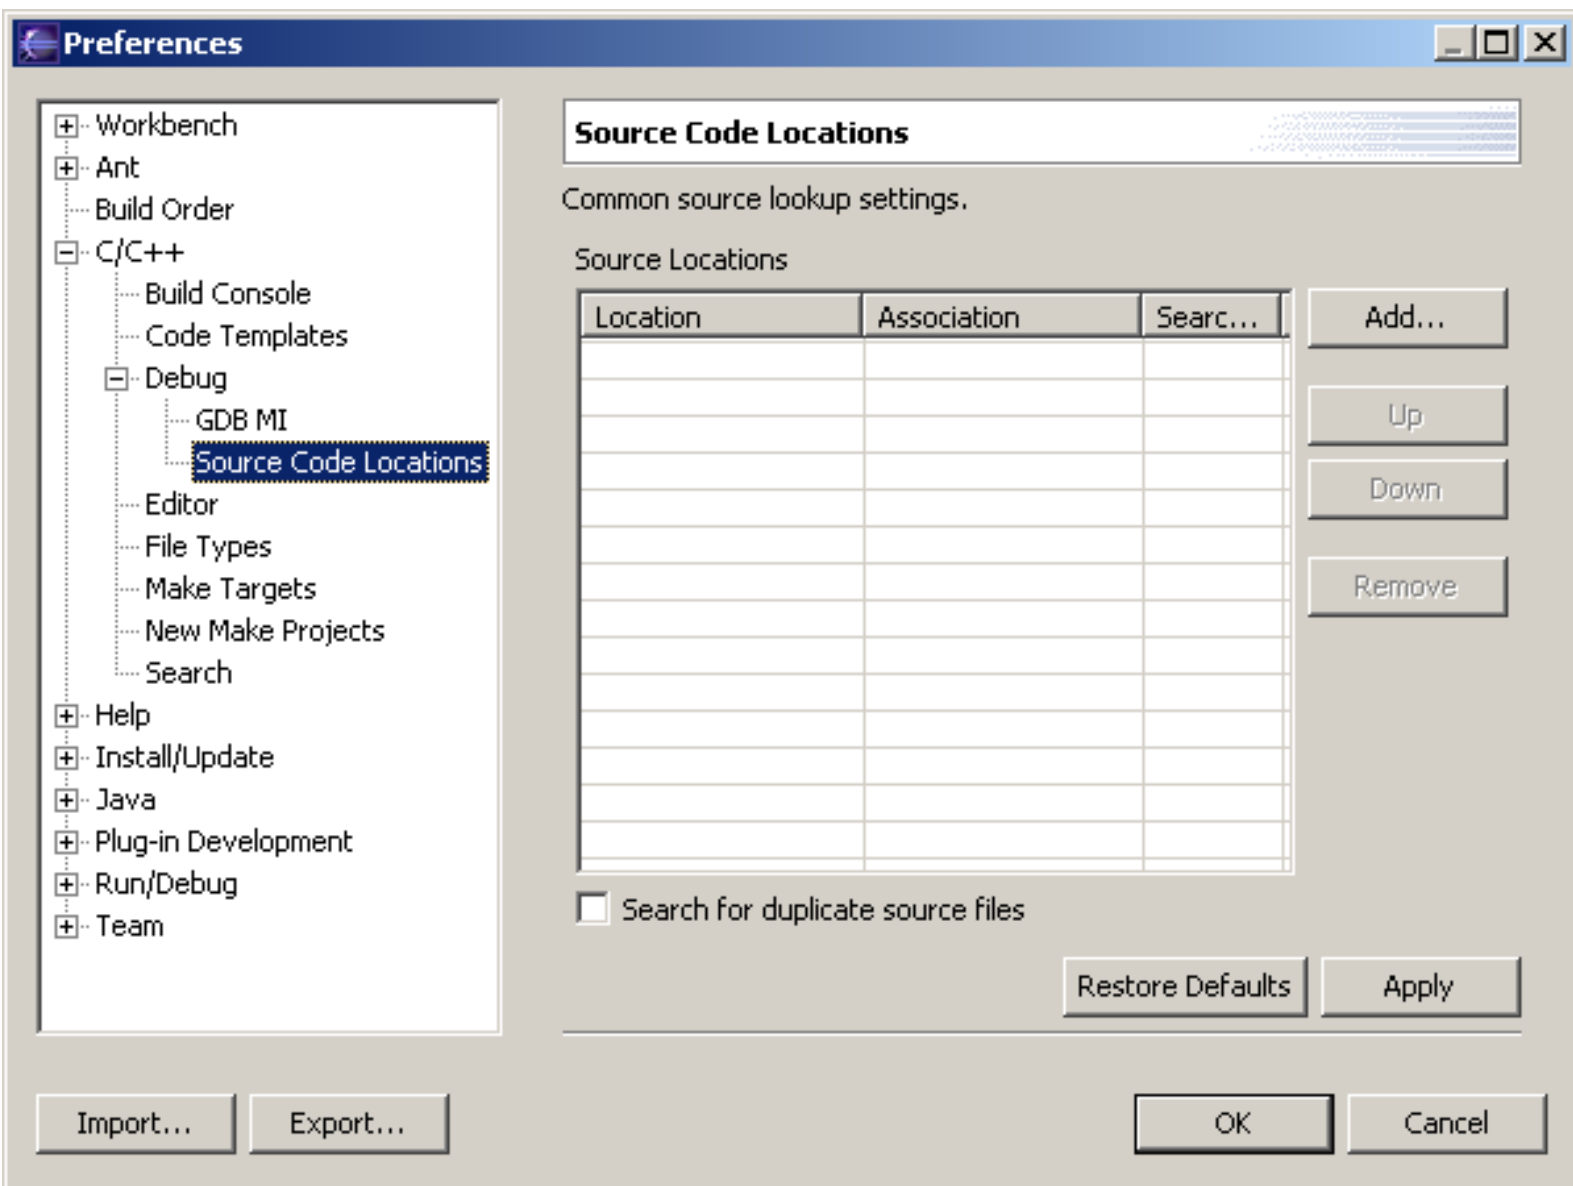 Preferences
Workbench
Ant
Build Order
C/C++
Build Console
Code Templates
Debug
GDB MI
Source Code Locations
Editor
File Types
Make Targets
New Make Projects
Search
Help
Install/Update
Java
Plug-in Development
Run/Debug
Team
Source Code Locations
Common source lookup settings.
Source Locations
Location Association Searc...
Add...
Up
Down
Remove
Search for duplicate source files
Restore Defaults Apply
Import... Export... OK Cancel